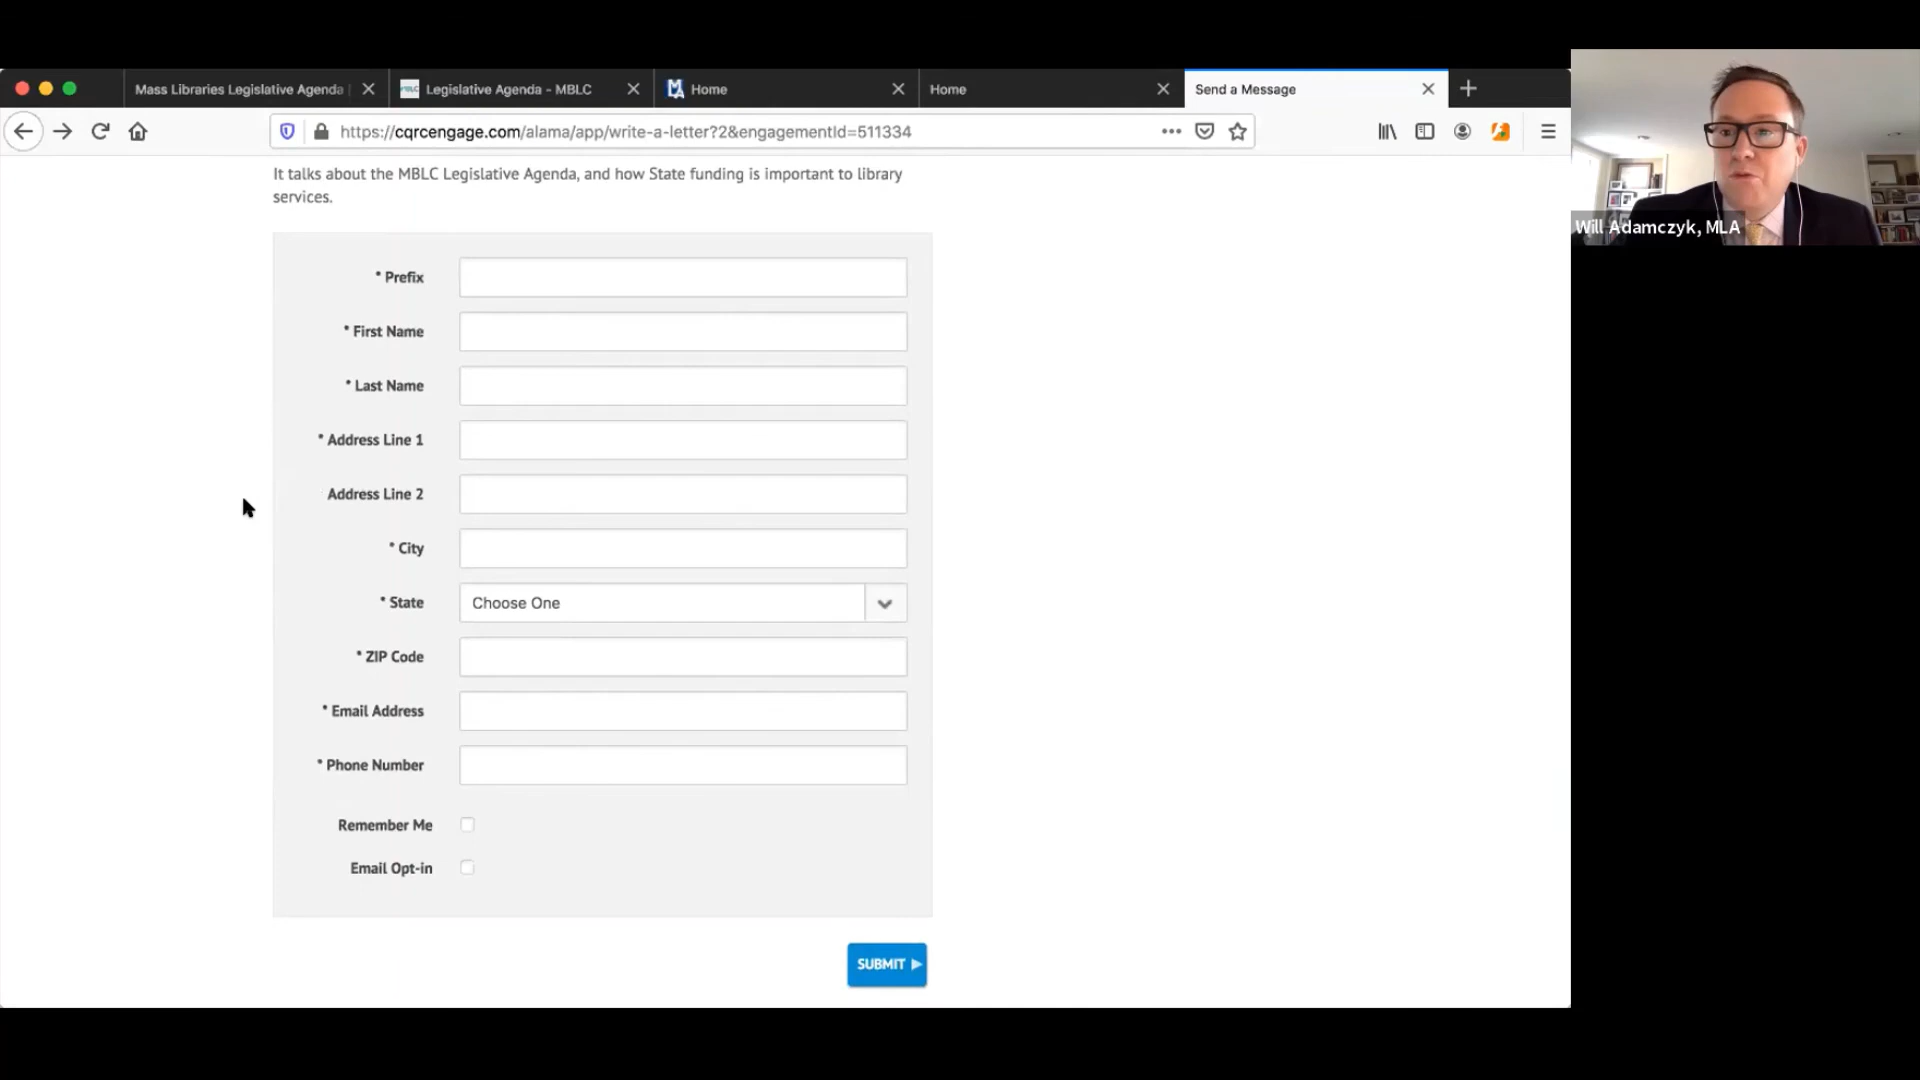 Mass Libraries Legislative Agenda
Legislative Agenda - MBLC
Home
Home
Send a Message
https://cqrcengage.com/alama/app/write-a-letter?2&engagementId=511334
It talks about the MBLC Legislative Agenda, and how State funding is important to library
services.
* Prefix
* First Name
* Last Name
* Address Line 1
Address Line 2
* City
* State
Choose One
* ZIP Code
* Email Address
* Phone Number
Remember Me
Email Opt-in
SUBMIT
Will Adamczyk, MLA